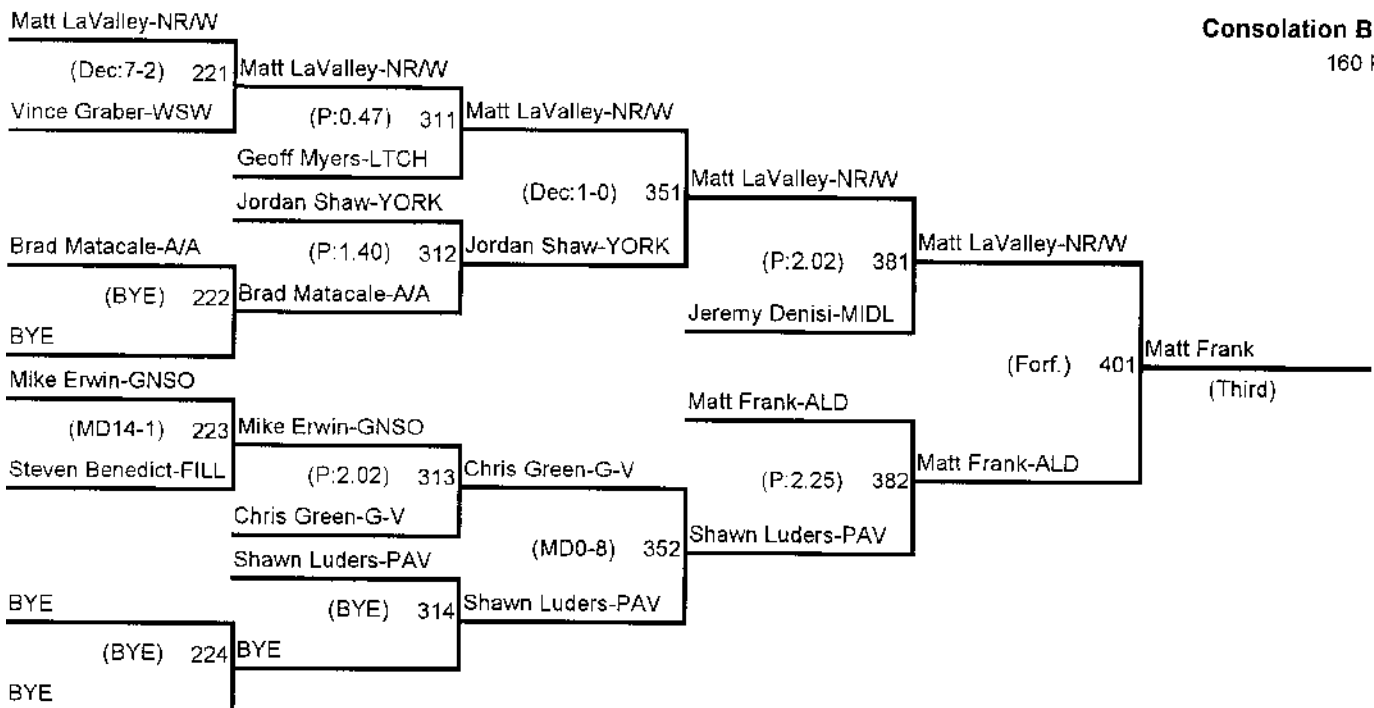 Matt LaValley-NR/W
Consolation B
160
(Dec:7-2) 221
Matt LaValley-NR/W
Vince Graber-WSW
(P:0.47) 311
Matt LaValley-NR/W
Geoff Myers-LTCH
Jordan Shaw-YORK
(Dec:1-0) 351
Matt LaValley-NR/W
Brad Matacale-A/A
(P:1.40) 312
Jordan Shaw-YORK
(BYE) 222
Brad Matacale-A/A
BYE
(P:2.02) 381
Matt LaValley-NR/W
Jeremy Denisi-MIDL
(Forf.) 401
Matt Frank
(Third)
Mike Erwin-GNSO
(MD14-1) 223
Mike Erwin-GNSO
Steven Benedict-FILL
(P:2.02) 313
Chris Green-G-V
Chris Green-G-V
Matt Frank-ALD
(P:2.25) 382
Matt Frank-ALD
Shawn Luders-PAV
(MD0-8) 352
Shawn Luders-PAV
BYE
(BYE) 314
Shawn Luders-PAV
(BYE) 224
BYE
BYE